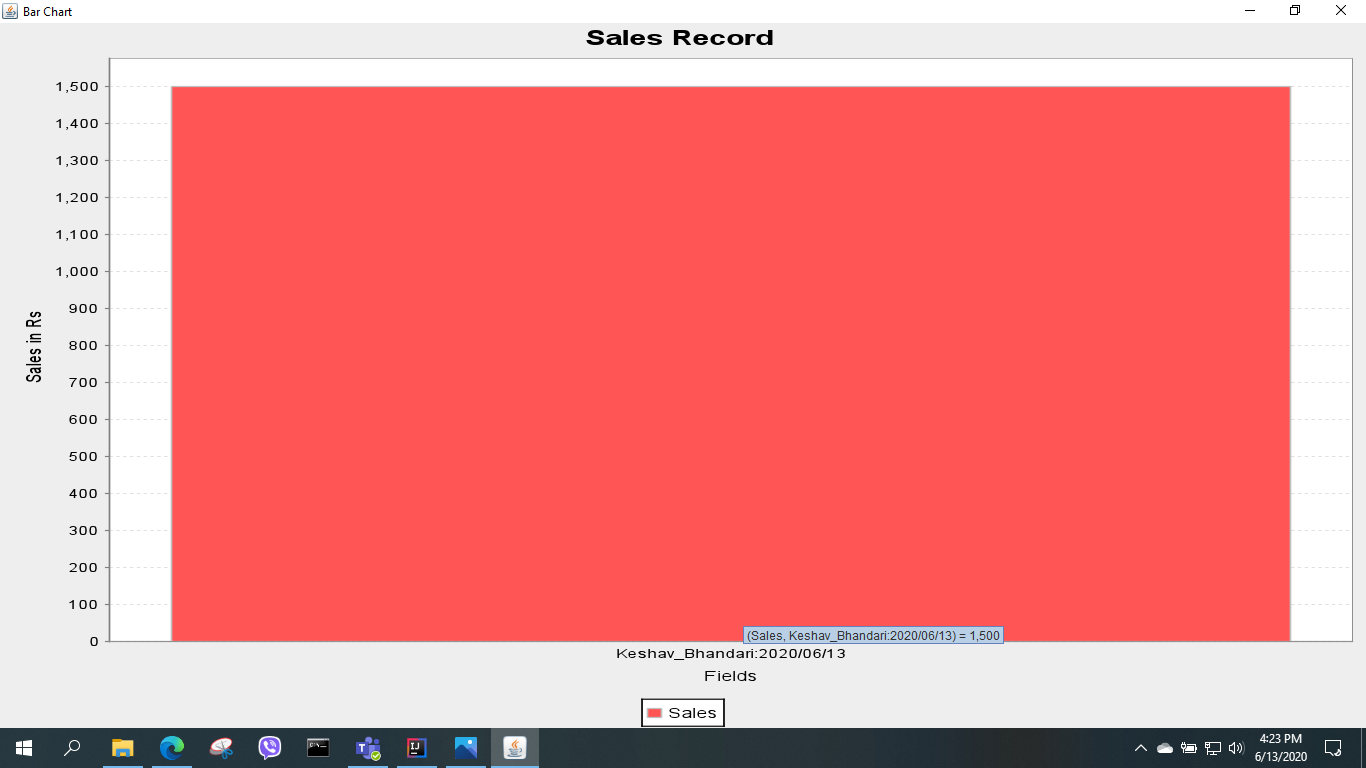 Bar Chart
Sales Record
1,500
1,400
1,300
1,200
1,100
1,000
900
800
700
600
500
400
300
200
100
0
Sales in Rs
(Sales, Keshav_Bhandari:2020/06/13) = 1,500
Keshav_Bhandari:2020/06/13
Fields
Sales
4:23 PM
6/13/2020